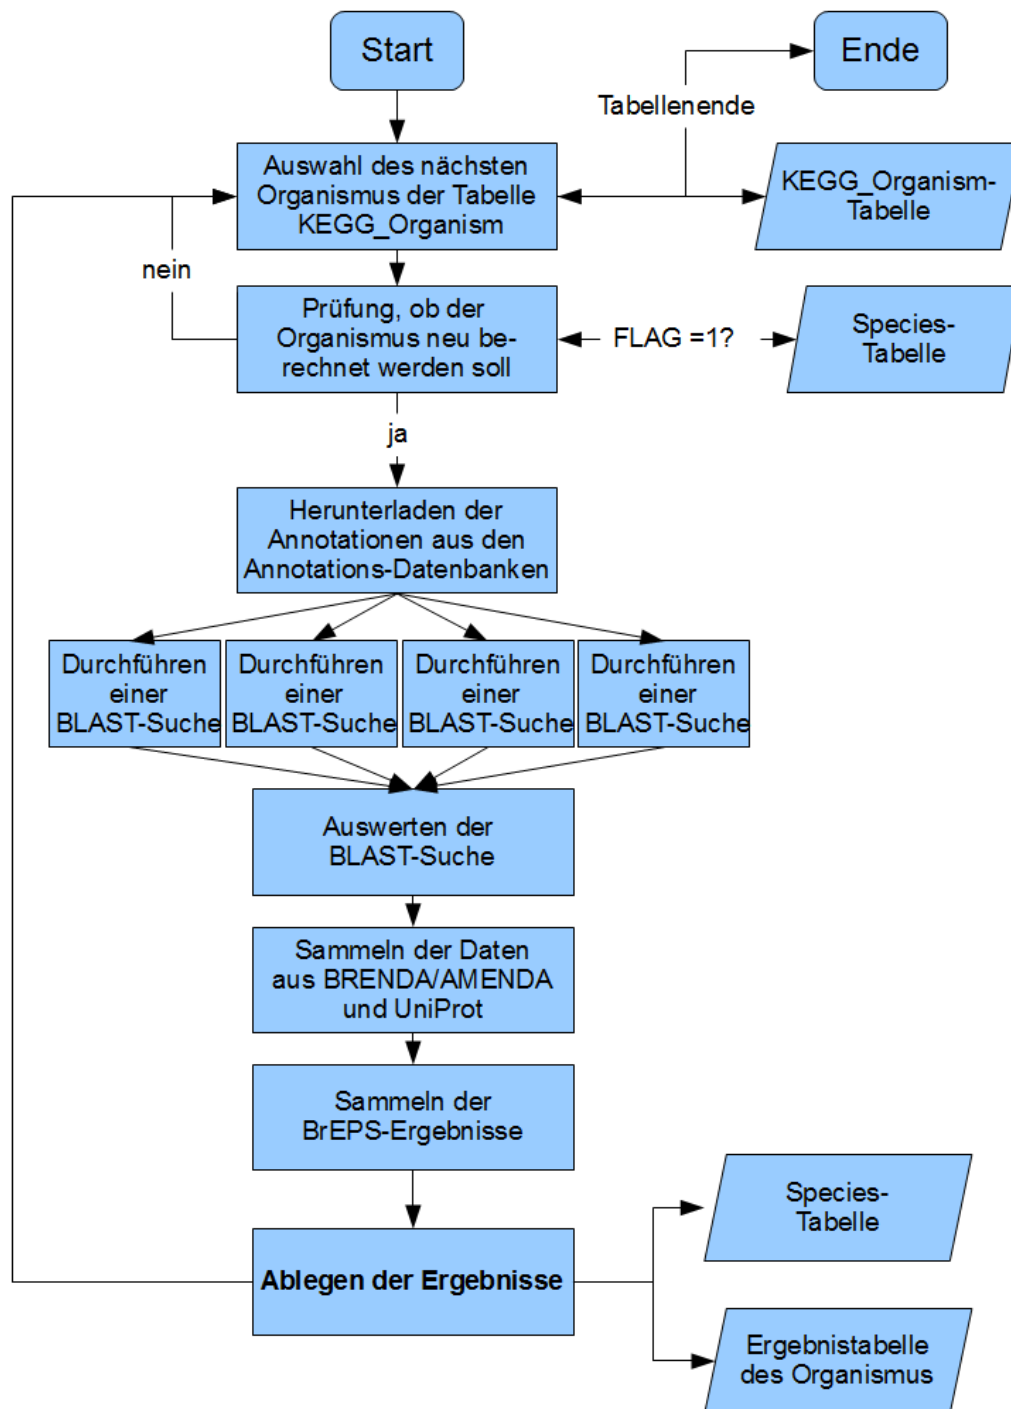 Start
Ende
Tabellenende
Auswahl des nächsten
Organismus der Tabelle
KEGG_Organism
KEGG_Organism-
Tabelle
nein
Prüfung, ob der
Organismus neu be-
rechnet werden soll
FLAG =1?
Species-
Tabelle
ja
Herunterladen der
Annotationen aus den
Annotations-Datenbanken
Durchführen
einer
BLAST-Suche
Durchführen
einer
BLAST-Suche
Durchführen
einer
BLAST-Suche
Durchführen
einer
BLAST-Suche
Auswerten der
BLAST-Suche
Sammeln der Daten
aus BRENDA/AMENDA
und UniProt
Sammeln der
BrEPS-Ergebnisse
Ablegen der Ergebnisse
Species-
Tabelle
Ergebnistabelle
des Organismus